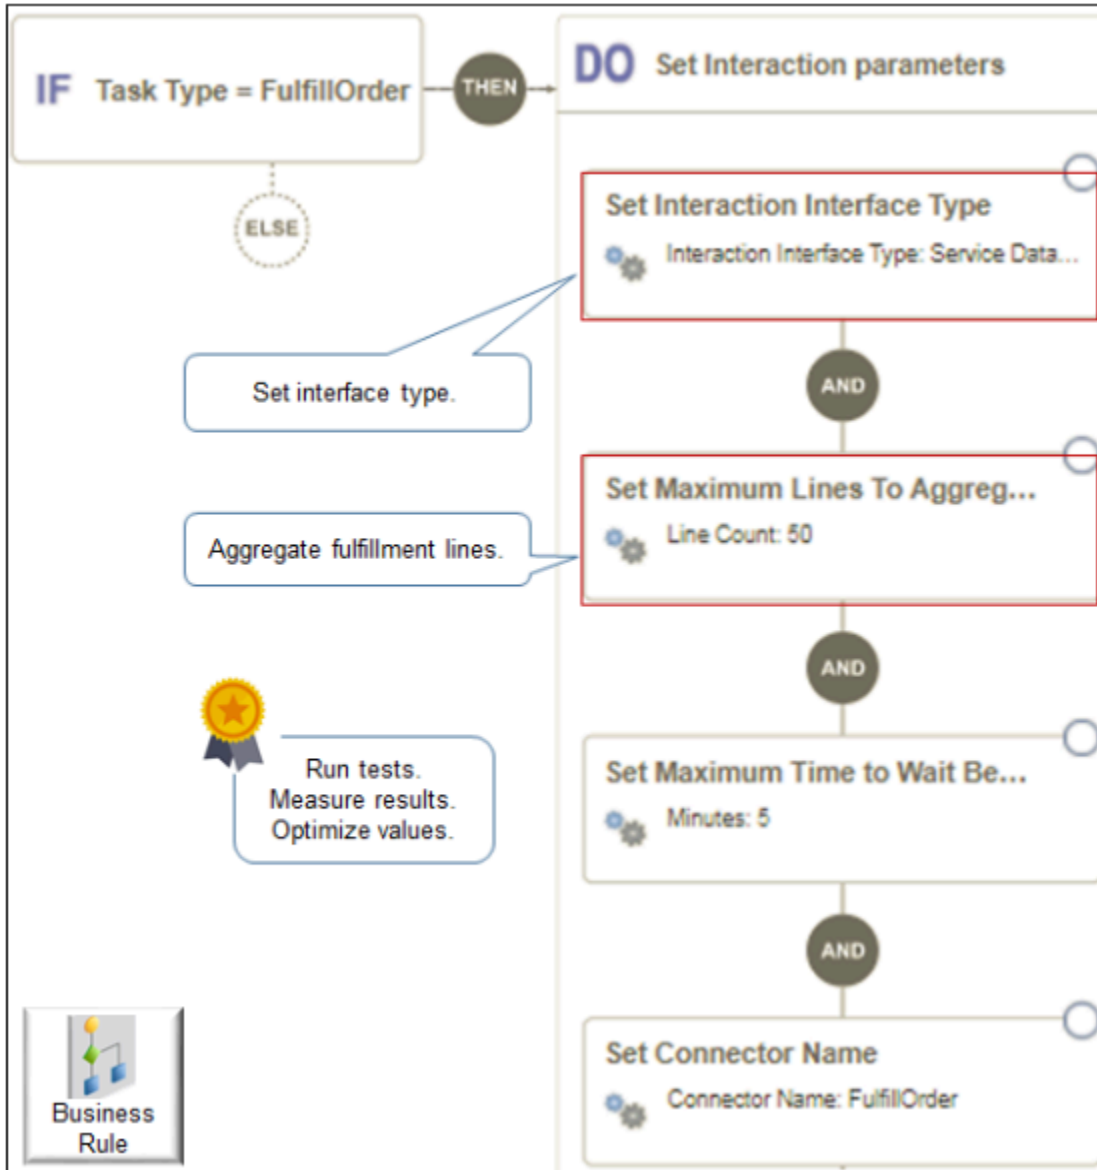 IF Task Type = FulfillOrder
THEN
DO Set Interaction parameters
ELSE
Set Interaction Interface Type
Interaction Interface Type: Service Data...
Set interface type.
AND
Set Maximum Lines To Aggreg...
Line Count: 50
Aggregate fulfillment lines.
AND
Run tests.
Measure results.
Optimize values.
Set Maximum Time to Wait Be...
Minutes: 5
AND
Set Connector Name
Connector Name: FulfillOrder
Business
Rule